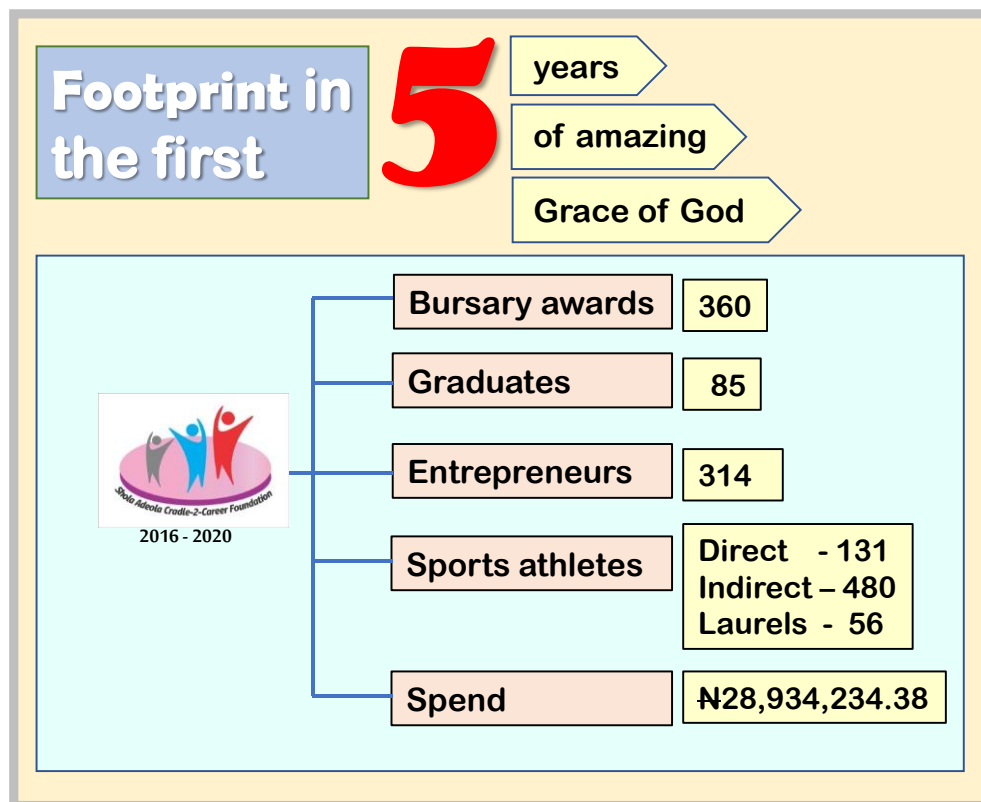 Footprint in
the first
5
years
of amazing
Grace of God
Bursary awards
360
Graduates
85
Entrepreneurs
314
Shola Adeola Cradle-2-Career Foundation
2016 - 2020
Sports athletes
Direct - 131
Indirect – 480
Laurels - 56
Spend
₦28,934,234.38